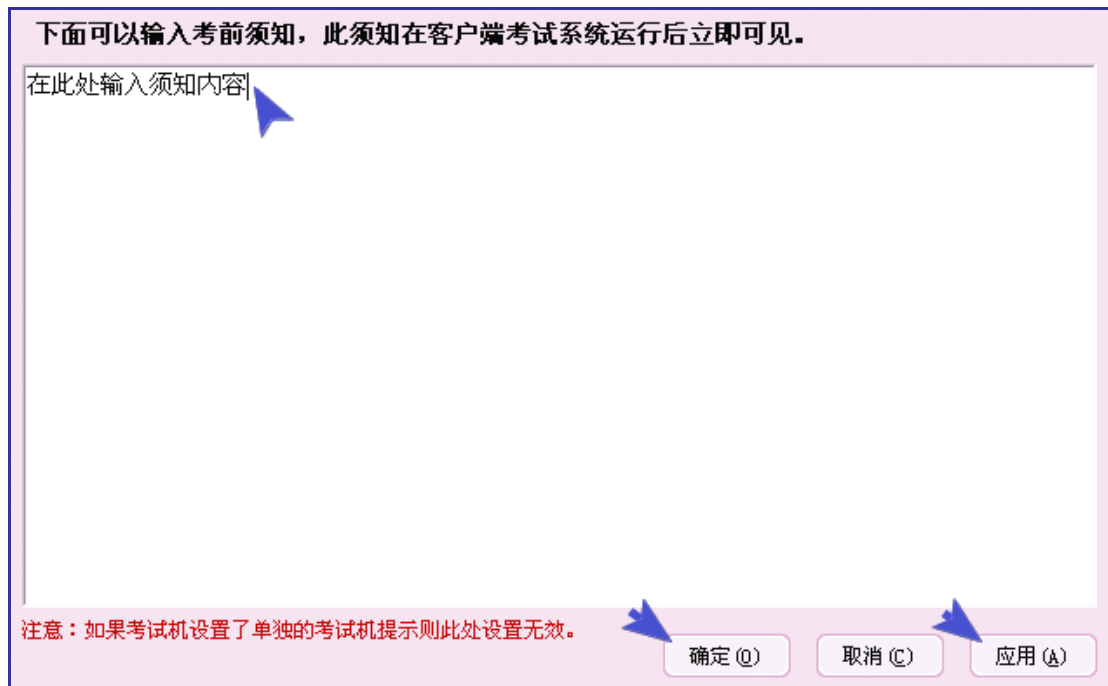 下面可以输入考前须知，此须知在客户端考试系统运行后立即可见。
在此处输入须知内容
注意：如果考试机设置了单独的考试机提示则此处设置无效。
确定(O) 取消(C) 应用(A)